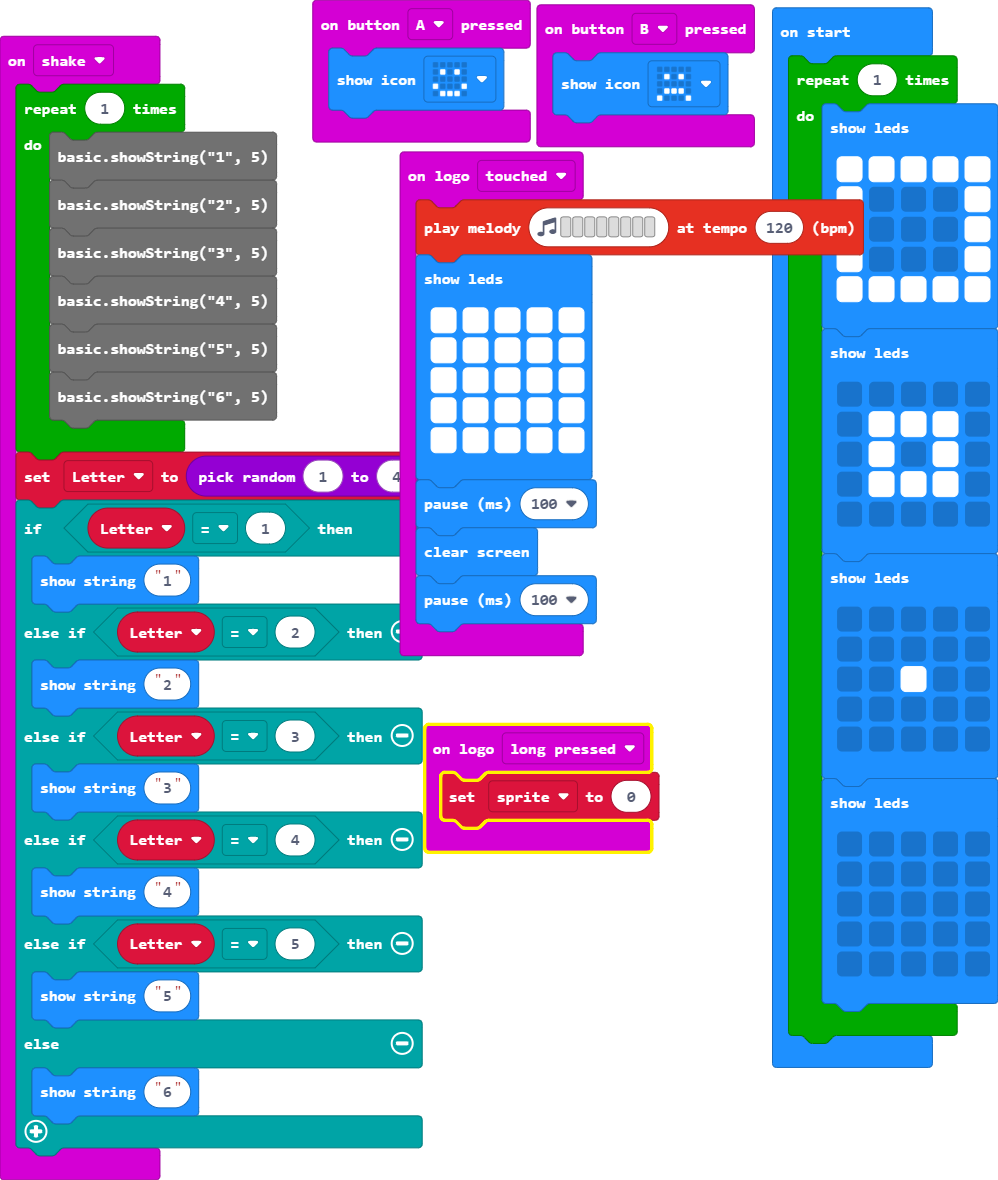 on shake
repeat 1 times
do
basic.showString("1", 5)
basic.showString("2", 5)
basic.showString("3", 5)
basic.showString("4", 5)
basic.showString("5", 5)
basic.showString("6", 5)
set Letter to pick random 1 to 4
if Letter = 1 then
show string "1"
else if Letter = 2 then
show string "2"
else if Letter = 3 then
show string "3"
else if Letter = 4 then
show string "4"
else if Letter = 5 then
show string "5"
else
show string "6"
on button A pressed
show icon
on button B pressed
show icon
on logo touched
play melody at tempo 120 (bpm)
show leds
pause (ms) 100
clear screen
pause (ms) 100
on logo long pressed
set sprite to 0
on start
repeat 1 times
do
show leds
show leds
show leds
show leds